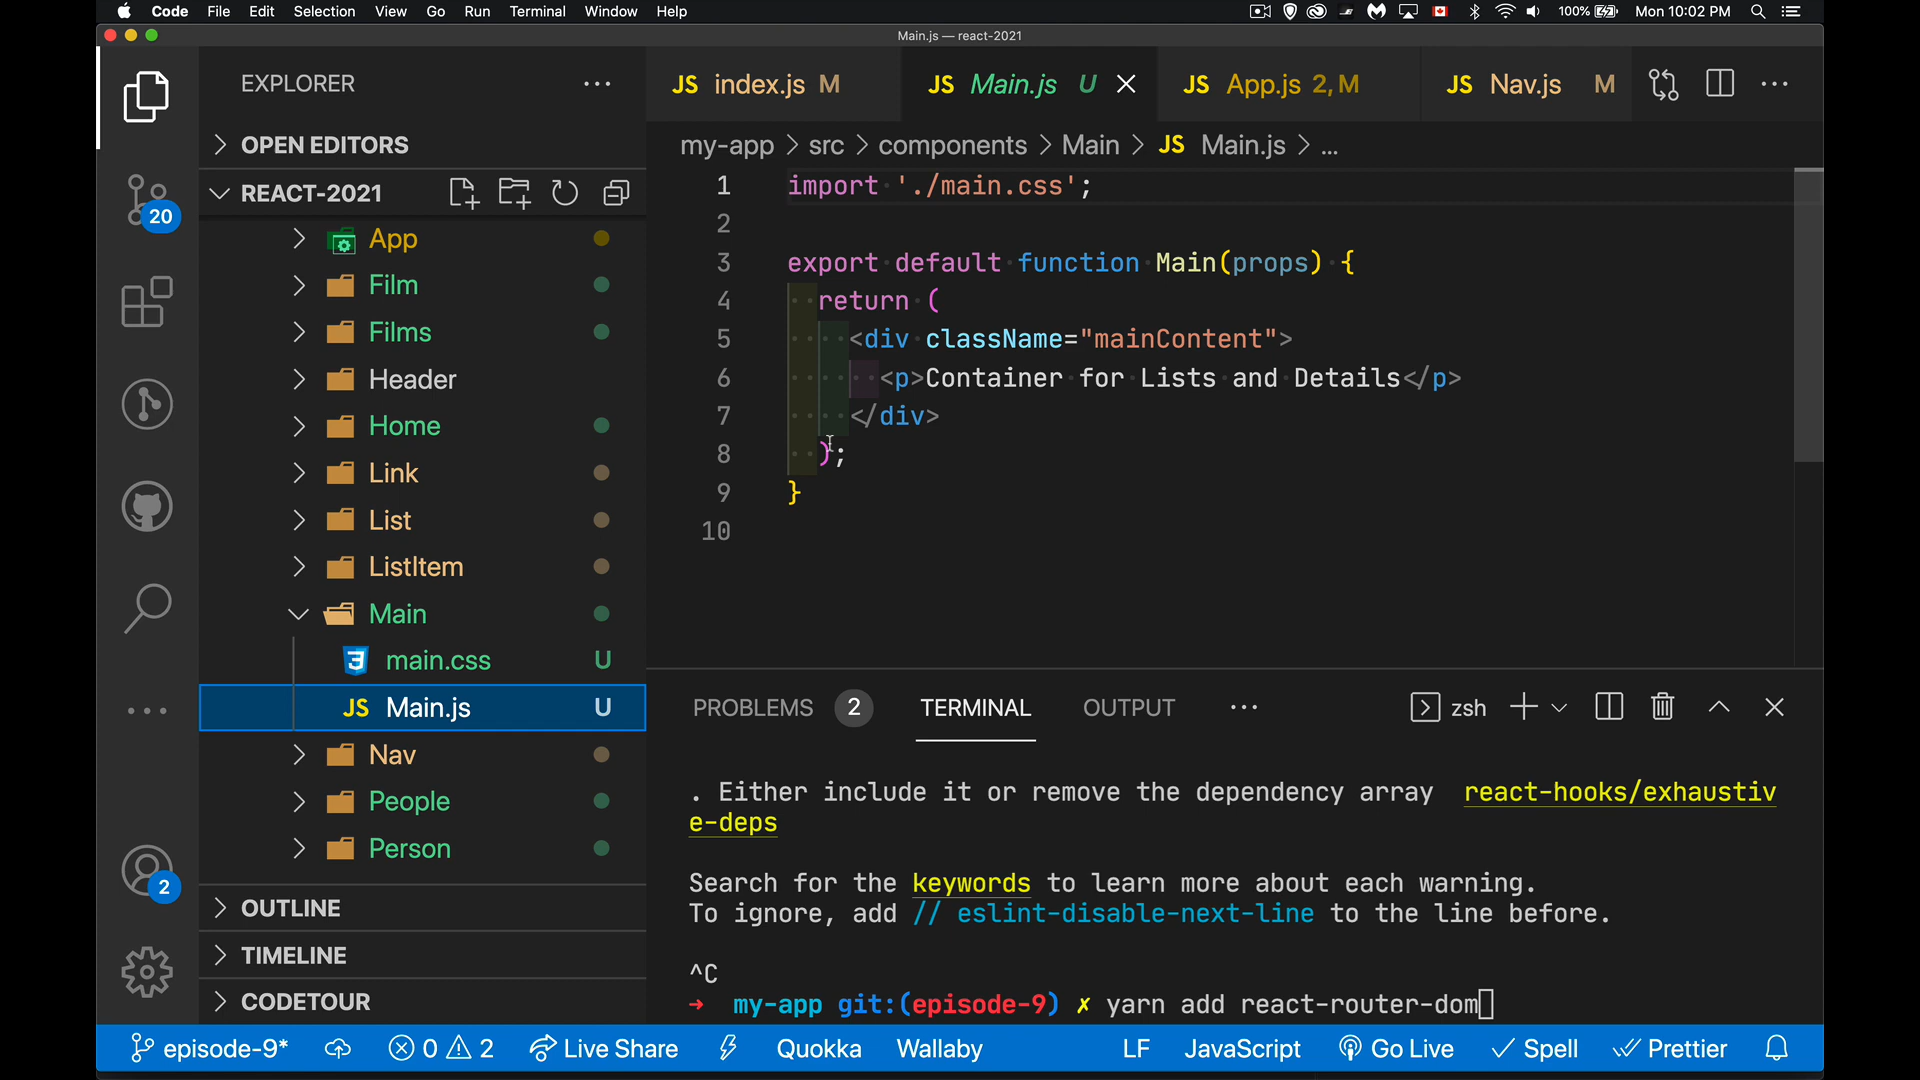 Code File Edit Selection View Go Run Terminal Window Help 100% Mon 10:02 PM
Main.js — react-2021
EXPLORER
OPEN EDITORS
REACT-2021
App
Film
Films
Header
Home
Link
List
ListItem
Main
main.css U
JS Main.js U
Nav
People
Person
OUTLINE
TIMELINE
CODETOUR
20
2
JS index.js M JS Main.js U JS App.js 2, M JS Nav.js M
my-app > src > components > Main > JS Main.js > ...
1 import './main.css';
2
3 export default function Main(props) {
4 return (
5 <div className="mainContent">
6 <p>Container for Lists and Details</p>
7 </div>
8 );
9 }
10
PROBLEMS 2 TERMINAL OUTPUT zsh
. Either include it or remove the dependency array react-hooks/exhaustiv
e-deps
Search for the keywords to learn more about each warning.
To ignore, add // eslint-disable-next-line to the line before.
^C
→ my-app git:(episode-9) ✗ yarn add react-router-dom
episode-9* 0 2 Live Share Quokka Wallaby LF JavaScript Go Live Spell Prettier